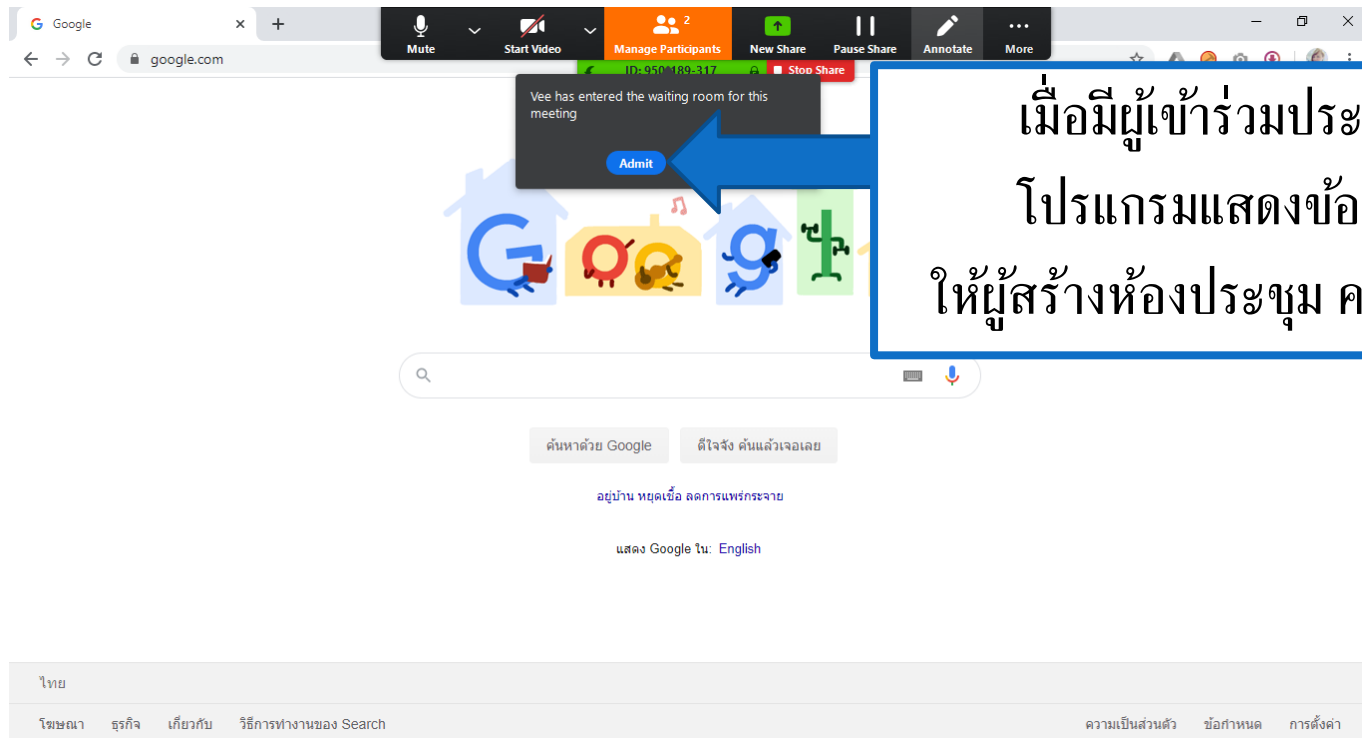 Google
google.com
Mute
Start Video
2
Manage Participants
New Share
Pause Share
Annotate
More
Stop Share
Vee has entered the waiting room for this
meeting
Admit
เมื่อมีผู้เข้าร่วมประ
โปรแกรมแสดงข้อ
ให้ผู้สร้างห้องประชุม ค
ค้นหาด้วย Google
ดีใจจัง ค้นแล้วเจอเลย
อยู่บ้าน หยุดเชื้อ ลดการแพร่กระจาย
แสดง Google ใน: English
ไทย
โฆษณา ธุรกิจ เกี่ยวกับ วิธีการทำงานของ Search
ความเป็นส่วนตัว ข้อกำหนด การตั้งค่า